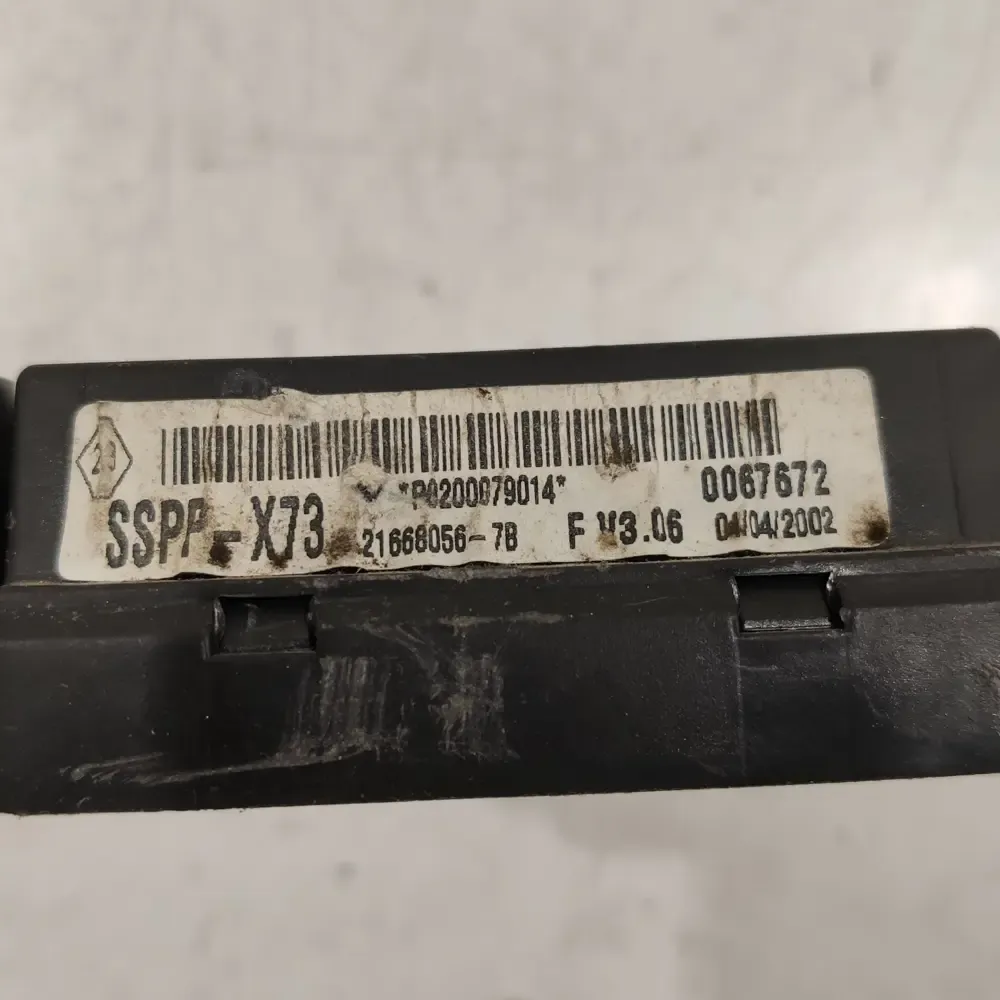 *P0200079014*
0067672
SSPP-X73
21668056-7B
F V3.06
04/04/2002